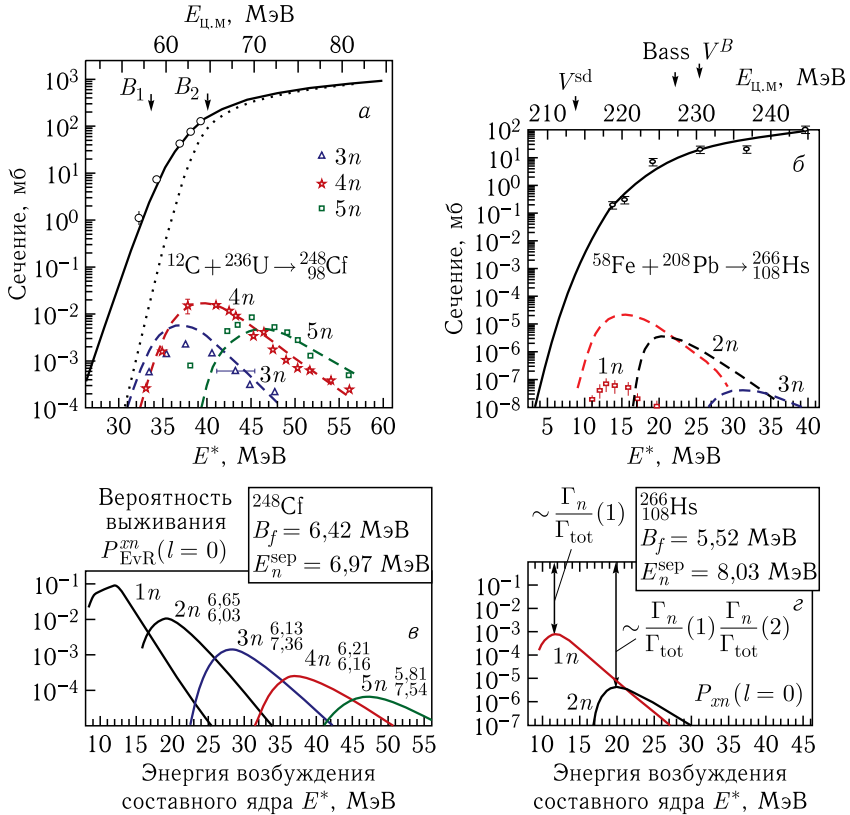 E_ц.м, МэВ
60 70 80
10³
10²
10¹
10⁰
10⁻¹
10⁻²
10⁻³
10⁻⁴
Сечение, мб
B₁
B₂
а
3n
4n
5n
¹²C + ²³⁶U → ²⁴⁸₉₈Cf
4n
5n
3n
30 35 40 45 50 55 60
E*, МэВ
Bass V^B
V^sd
E_ц.м, МэВ
210 220 230 240
10²
10¹
10⁰
10⁻¹
10⁻²
10⁻³
10⁻⁴
10⁻⁵
10⁻⁶
10⁻⁷
10⁻⁸
Сечение, мб
б
⁵⁸Fe + ²⁰⁸Pb → ²⁶⁶₁₀₈Hs
1n
2n
3n
5 10 15 20 25 30 35 40
E*, МэВ
Вероятность
выживания
P^xn_EvR(l = 0)
²⁴⁸Cf
B_f = 6,42 МэВ
E_n^sep = 6,97 МэВ
10⁻¹
10⁻²
10⁻³
10⁻⁴
1n
2n 6,65 6,03
3n 6,13 7,36
4n 6,21 6,16
5n 5,81 7,54
в
10 15 20 25 30 35 40 45 50 55
Энергия возбуждения
составного ядра E*, МэВ
∼ Γ_n/Γ_tot (1)
²⁶⁶₁₀₈Hs
B_f = 5,52 МэВ
E_n^sep = 8,03 МэВ
10⁻¹
10⁻²
10⁻³
10⁻⁴
10⁻⁵
10⁻⁶
10⁻⁷
г
∼ Γ_n/Γ_tot (1) Γ_n/Γ_tot (2)
1n
2n
P_xn(l = 0)
10 15 20 25 30 35 40 45
Энергия возбуждения
составного ядра E*, МэВ